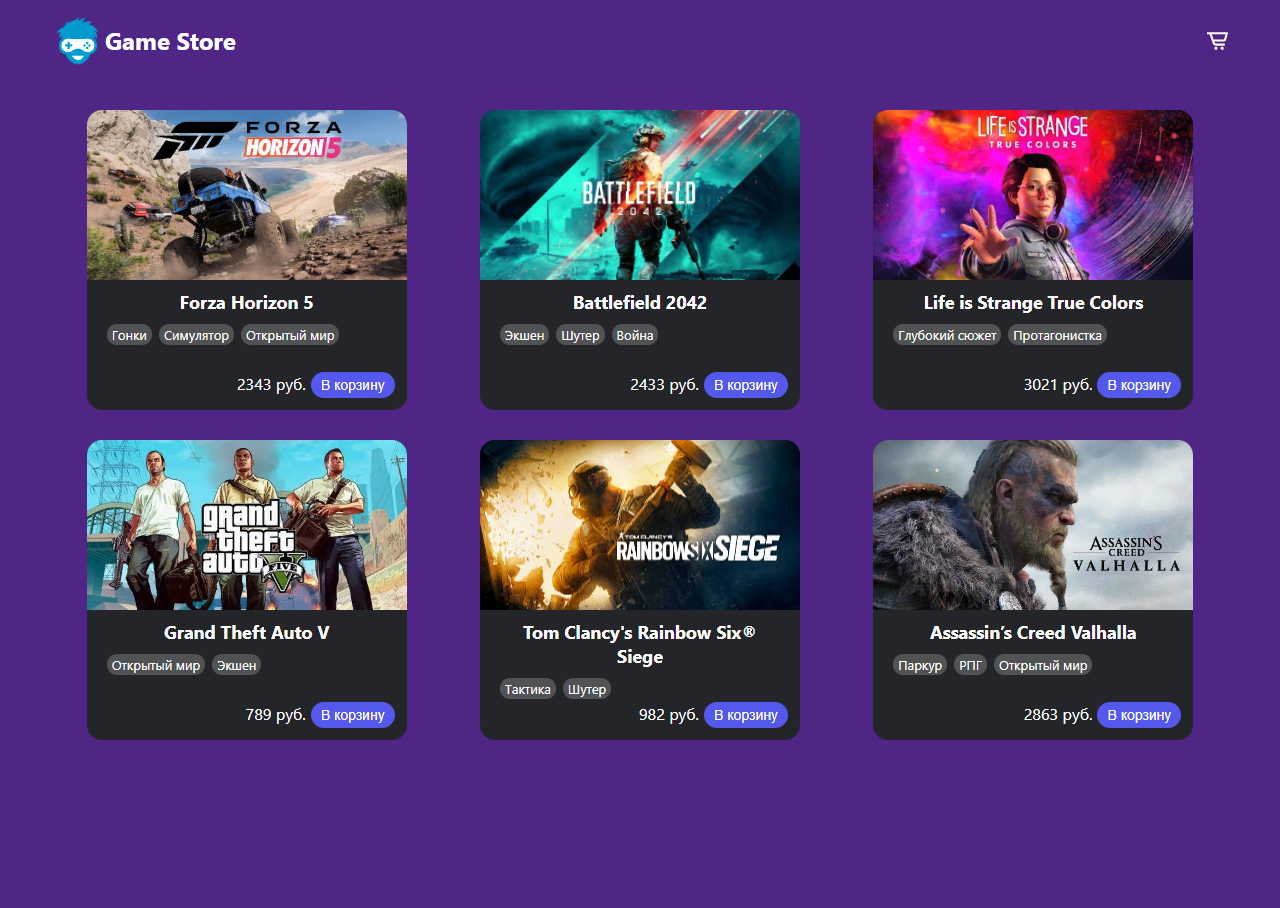 Game Store
FORZA
HORIZON 5
Forza Horizon 5
Гонки Симулятор Открытый мир
2343 руб. В корзину
BATTLEFIELD
2042
Battlefield 2042
Экшен Шутер Война
2433 руб. В корзину
LIFE IS STRANGE
TRUE COLORS
Life is Strange True Colors
Глубокий сюжет Протагонистка
3021 руб. В корзину
grand
theft
auto
FIVE
Grand Theft Auto V
Открытый мир Экшен
789 руб. В корзину
TOM CLANCY'S
RAINBOWSIX SIEGE
Tom Clancy's Rainbow Six®
Siege
Тактика Шутер
982 руб. В корзину
ASSASSIN'S
CREED
VALHALLA
Assassin’s Creed Valhalla
Паркур РПГ Открытый мир
2863 руб. В корзину